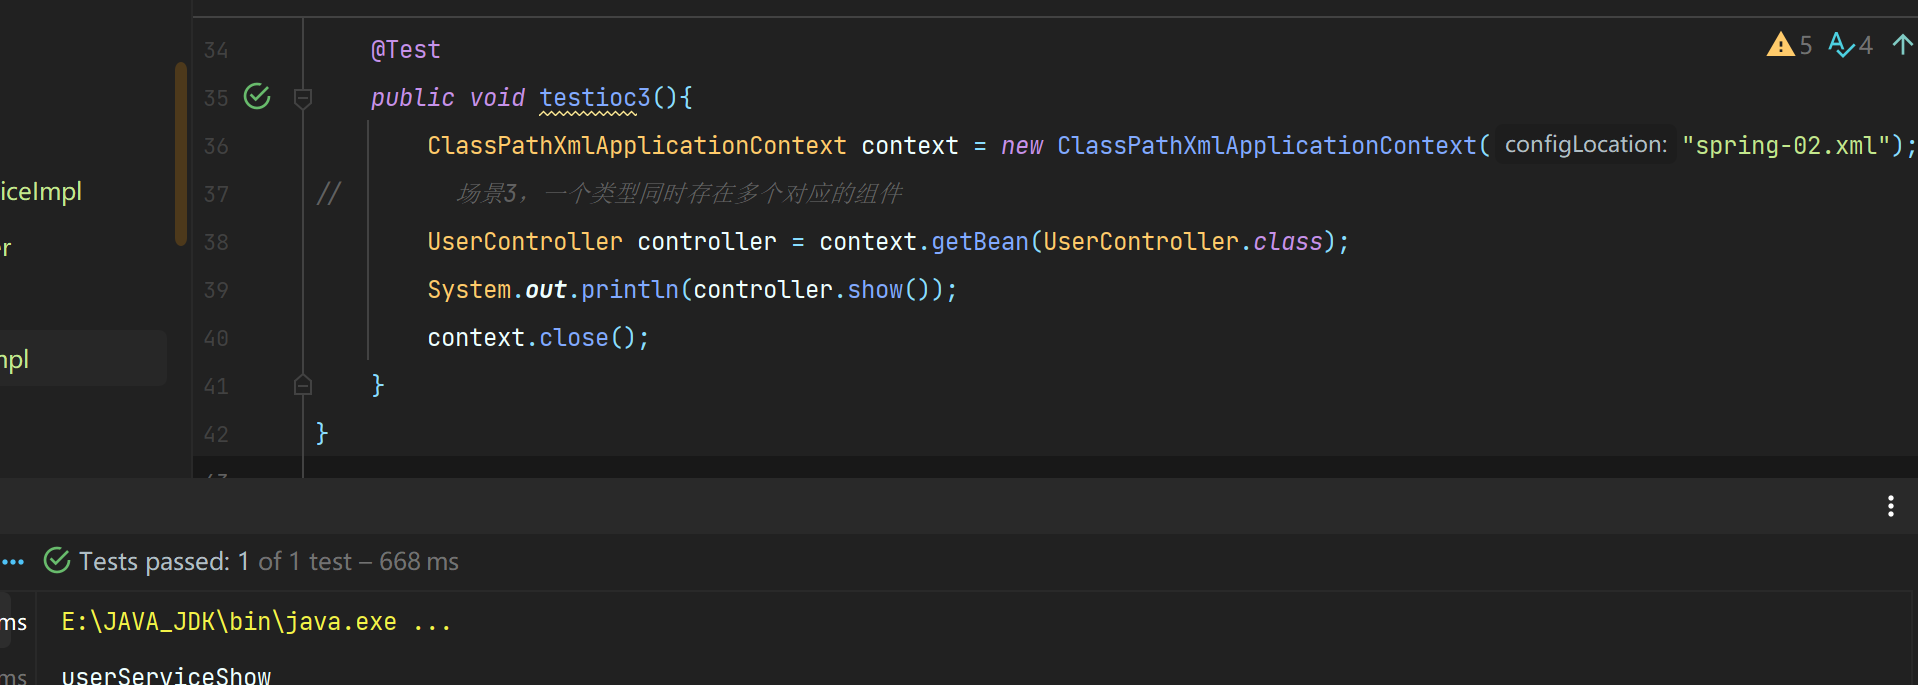 34 @Test
5 4
35 public void testioc3(){
36 ClassPathXmlApplicationContext context = new ClassPathXmlApplicationContext( configLocation: "spring-02.xml");
37 // 场景3，一个类型同时存在多个对应的组件
iceImpl
38 UserController controller = context.getBean(UserController.class);
r
39 System.out.println(controller.show());
40 context.close();
mpl
41 }
42 }
Tests passed: 1 of 1 test – 668 ms
ms
E:\JAVA_JDK\bin\java.exe ...
ms
userServiceShow